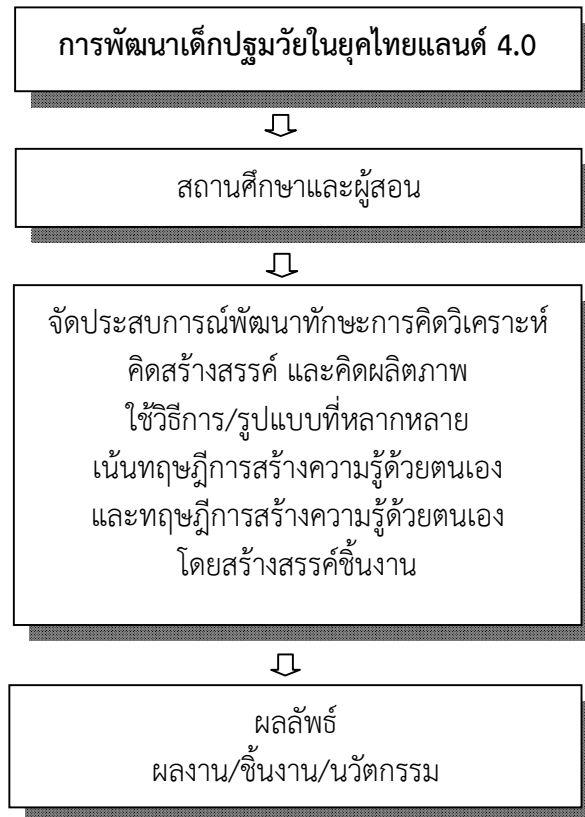 การพัฒนาเด็กปฐมวัยในยุคไทยแลนด์ 4.0
สถานศึกษาและผู้สอน
จัดประสบการณ์พัฒนาทักษะการคิดวิเคราะห์
คิดสร้างสรรค์ และคิดผลิตภาพ
ใช้วิธีการ/รูปแบบที่หลากหลาย
เน้นทฤษฎีการสร้างความรู้ด้วยตนเอง
และทฤษฎีการสร้างความรู้ด้วยตนเอง
โดยสร้างสรรค์ชิ้นงาน
ผลลัพธ์
ผลงาน/ชิ้นงาน/นวัตกรรม